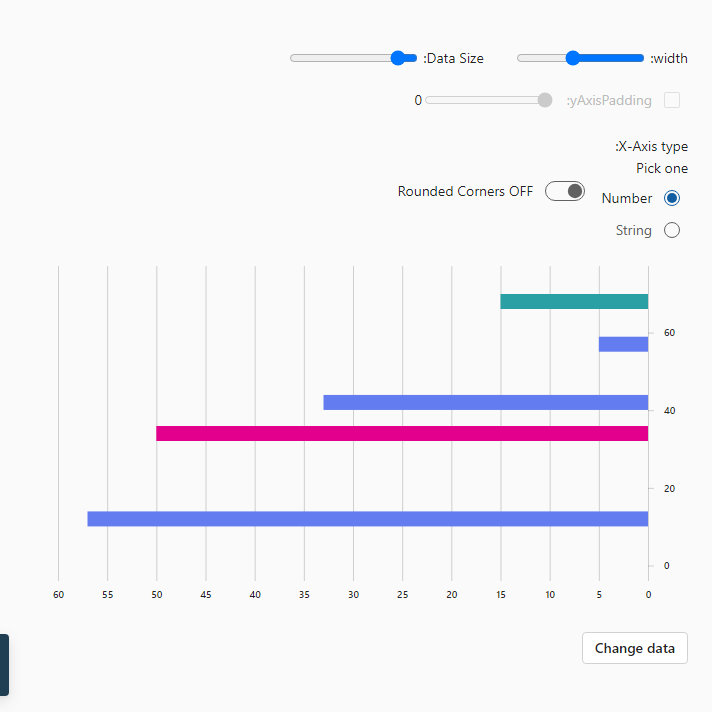 :width
:Data Size
:yAxisPadding
0
:X-Axis type
Pick one
Number
String
Rounded Corners OFF
60
40
20
0
60 55 50 45 40 35 30 25 20 15 10 5 0
Change data